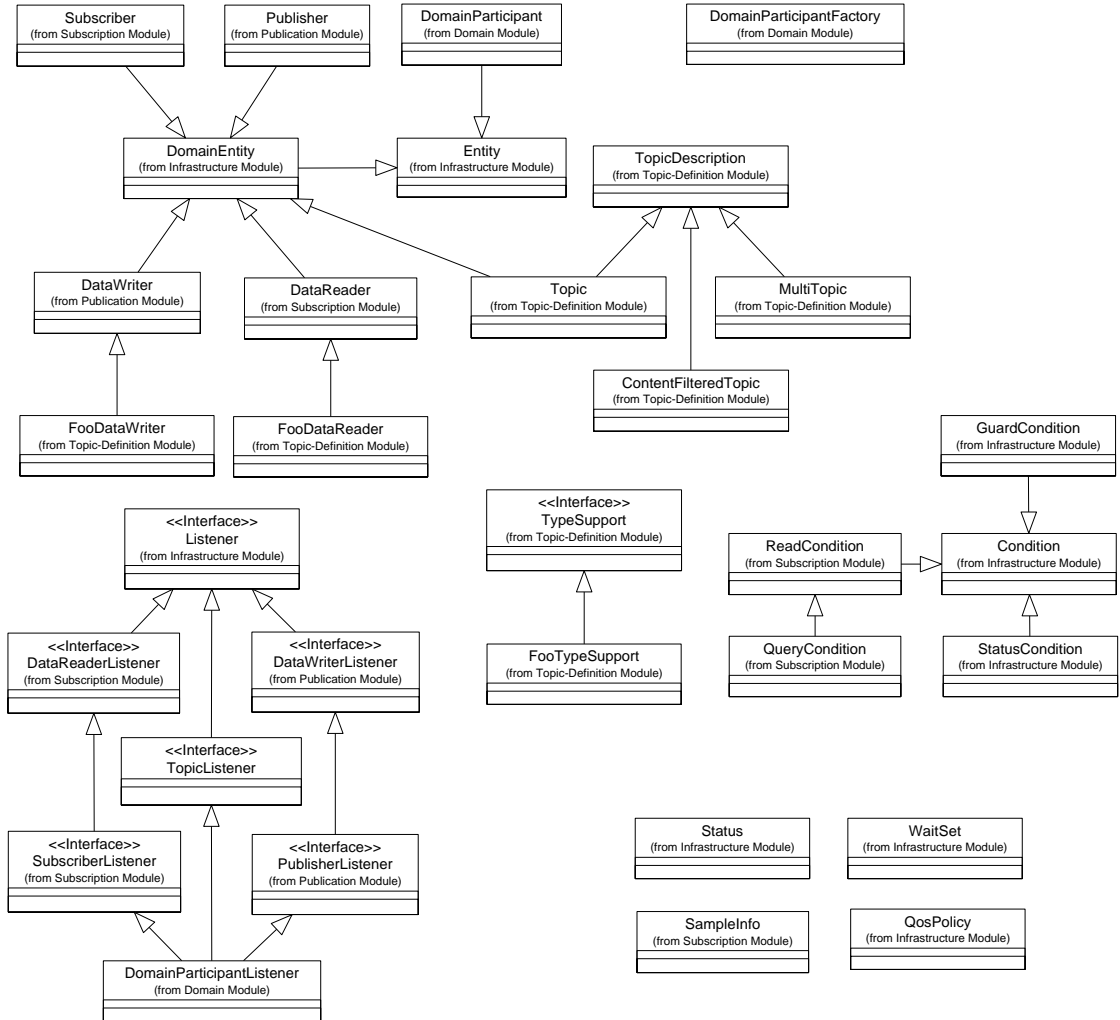 Subscriber
(from Subscription Module)
Publisher
(from Publication Module)
DomainParticipant
(from Domain Module)
DomainParticipantFactory
(from Domain Module)
DomainEntity
(from Infrastructure Module)
Entity
(from Infrastructure Module)
TopicDescription
(from Topic-Definition Module)
DataWriter
(from Publication Module)
DataReader
(from Subscription Module)
Topic
(from Topic-Definition Module)
MultiTopic
(from Topic-Definition Module)
ContentFilteredTopic
(from Topic-Definition Module)
FooDataWriter
(from Topic-Definition Module)
FooDataReader
(from Topic-Definition Module)
GuardCondition
(from Infrastructure Module)
<<Interface>>
Listener
(from Infrastructure Module)
<<Interface>>
TypeSupport
(from Topic-Definition Module)
ReadCondition
(from Subscription Module)
Condition
(from Infrastructure Module)
<<Interface>>
DataReaderListener
(from Subscription Module)
<<Interface>>
DataWriterListener
(from Publication Module)
FooTypeSupport
(from Topic-Definition Module)
QueryCondition
(from Subscription Module)
StatusCondition
(from Infrastructure Module)
<<Interface>>
TopicListener
<<Interface>>
SubscriberListener
(from Subscription Module)
<<Interface>>
PublisherListener
(from Publication Module)
Status
(from Infrastructure Module)
WaitSet
(from Infrastructure Module)
SampleInfo
(from Subscription Module)
QosPolicy
(from Infrastructure Module)
DomainParticipantListener
(from Domain Module)